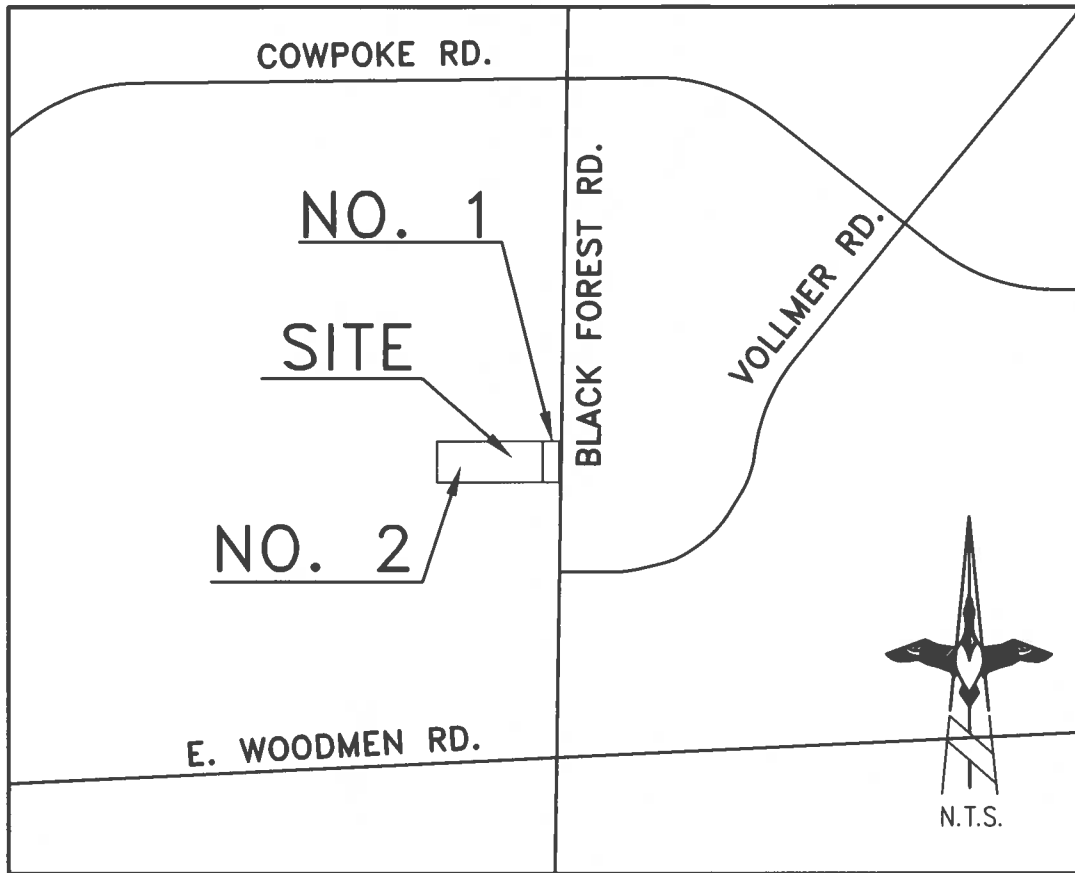 COWPOKE RD.
NO. 1
BLACK FOREST RD.
VOLLMER RD.
SITE
NO. 2
E. WOODMEN RD.
N.T.S.